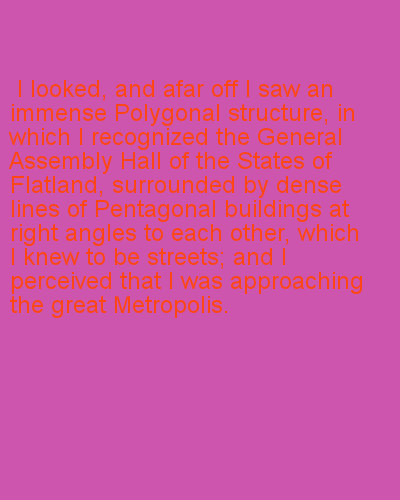 I looked, and afar off I saw an
immense Polygonal structure, in
which I recognized the General
Assembly Hall of the States of
Flatland, surrounded by dense
lines of Pentagonal buildings at
right angles to each other, which
I knew to be streets; and I
perceived that I was approaching
the great Metropolis.